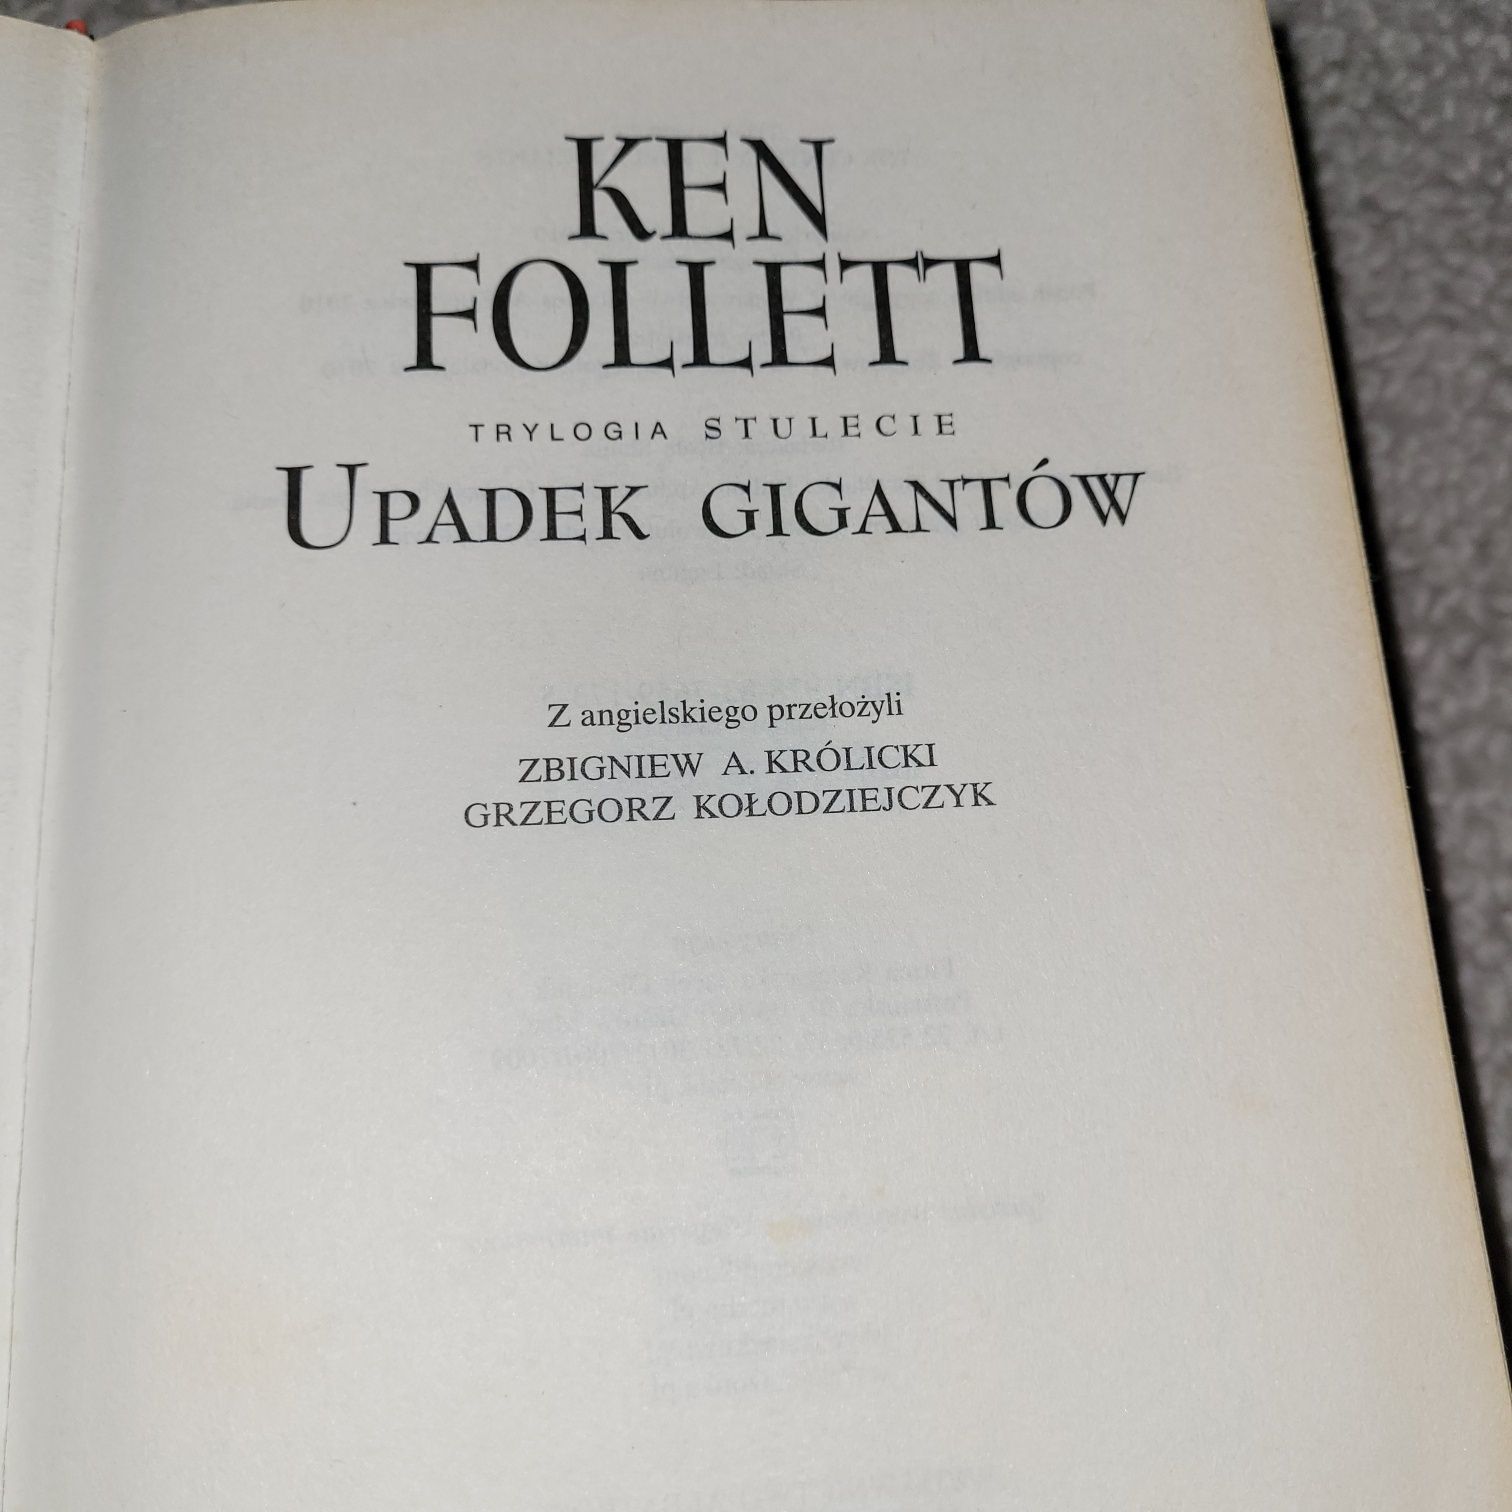 KEN
FOLLETT
TRYLOGIA STULECIE
UPADEK GIGANTÓW
Z angielskiego przełożyli
ZBIGNIEW A. KRÓLICKI
GRZEGORZ KOŁODZIEJCZYK